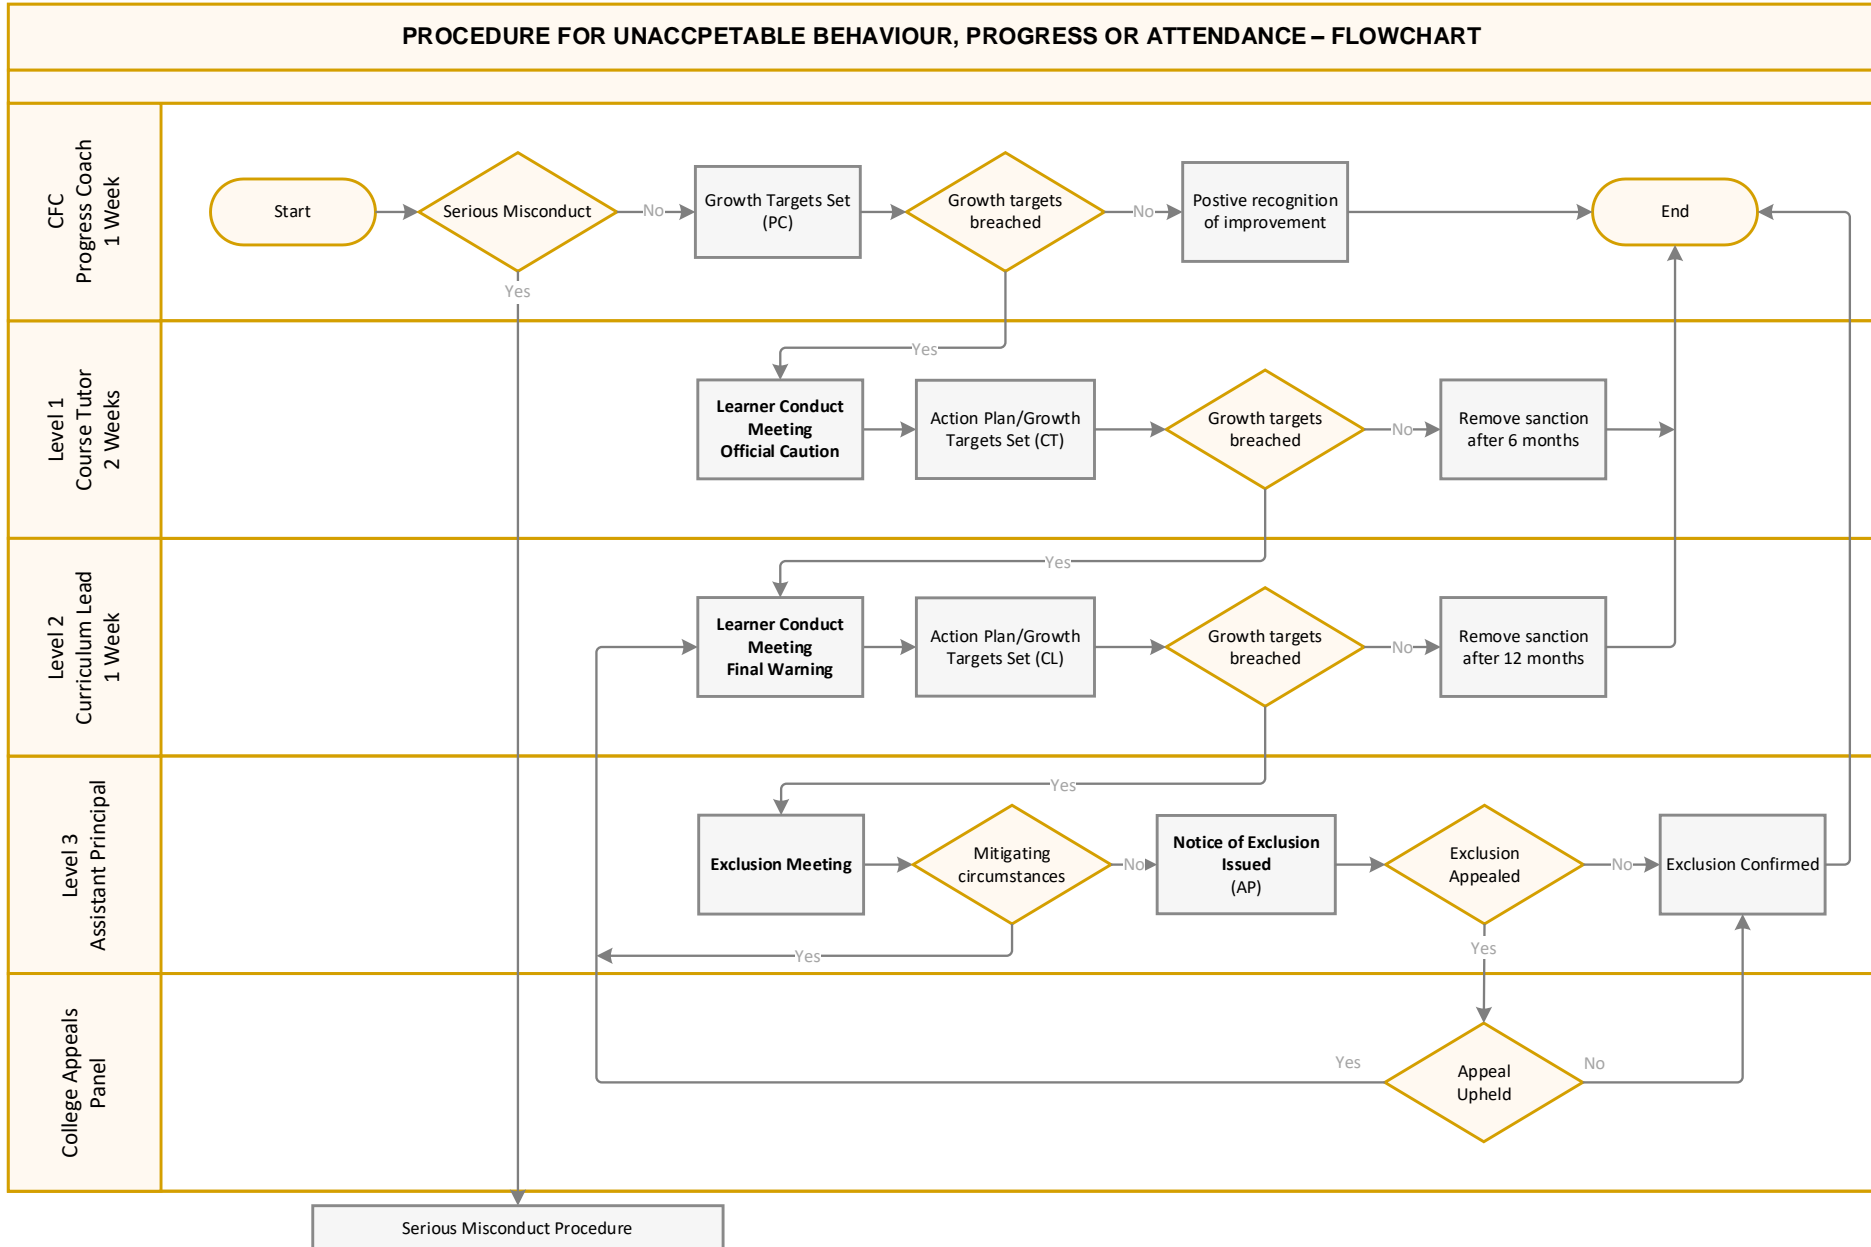 PROCEDURE FOR UNACCPETABLE BEHAVIOUR, PROGRESS OR ATTENDANCE – FLOWCHART
CFC
Progress Coach
1 Week
Start
Serious Misconduct
No
Growth Targets Set
(PC)
Growth targets
breached
No
Postive recognition
of improvement
End
Yes
Level 1
Course Tutor
2 Weeks
Yes
Learner Conduct
Meeting
Official Caution
Action Plan/Growth
Targets Set (CT)
Growth targets
breached
No
Remove sanction
after 6 months
Level 2
Curriculum Lead
1 Week
Yes
Learner Conduct
Meeting
Final Warning
Action Plan/Growth
Targets Set (CL)
Growth targets
breached
No
Remove sanction
after 12 months
Level 3
Assistant Principal
Yes
Exclusion Meeting
Mitigating
circumstances
No
Notice of Exclusion
Issued
(AP)
Exclusion
Appealed
No
Exclusion Confirmed
Yes
Yes
College Appeals
Panel
Yes
Appeal
Upheld
No
Serious Misconduct Procedure